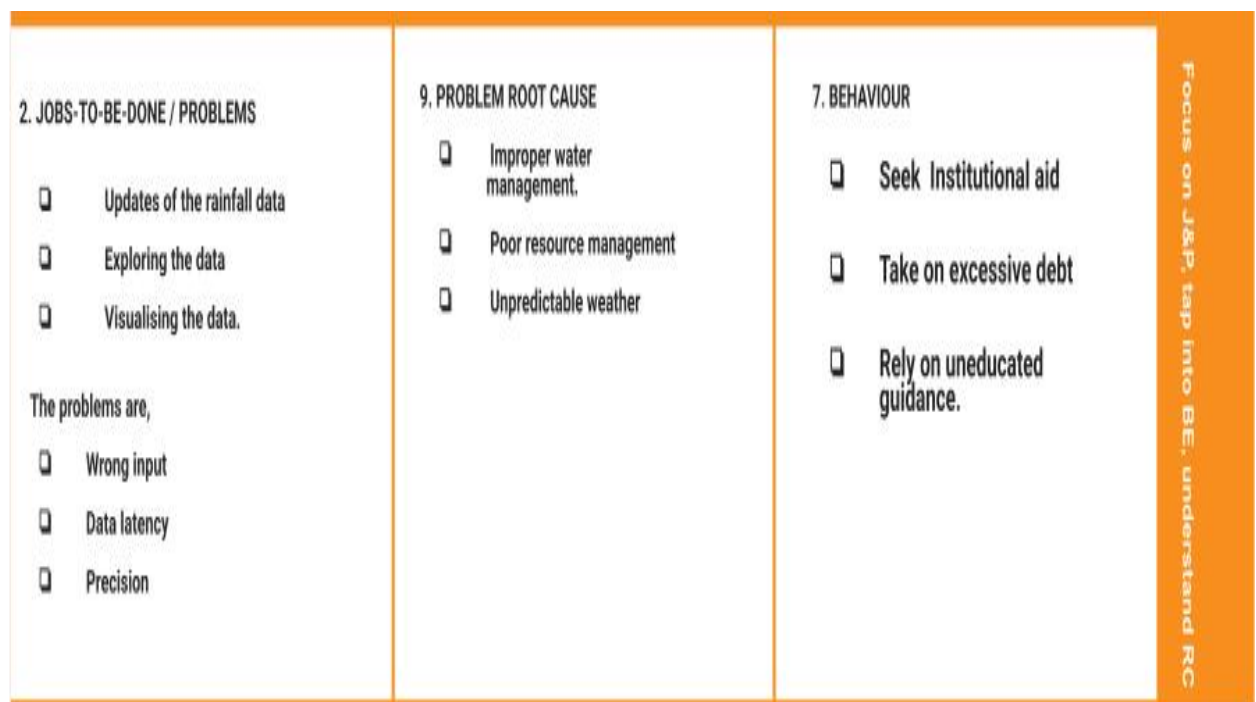 2. JOBS-TO-BE-DONE / PROBLEMS
❑ Updates of the rainfall data
❑ Exploring the data
❑ Visualising the data.
The problems are,
❑ Wrong input
❑ Data latency
❑ Precision
9. PROBLEM ROOT CAUSE
❑ Improper water
management.
❑ Poor resource management
❑ Unpredictable weather
7. BEHAVIOUR
❑ Seek Institutional aid
❑ Take on excessive debt
❑ Rely on uneducated
guidance.
Focus on J&P, tap into BE, understand RC